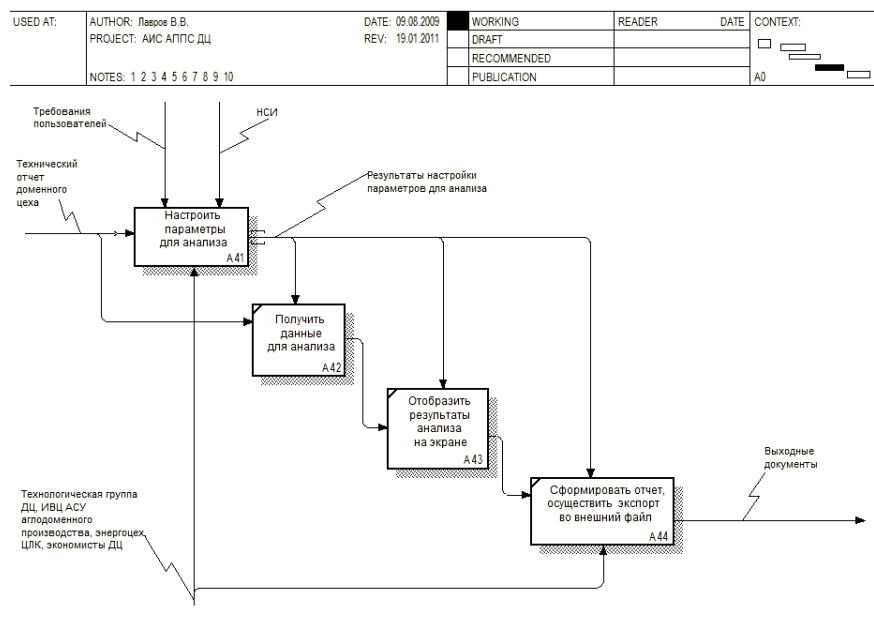 USED AT:
AUTHOR: Лавров В.В.
DATE: 09.08.2009
WORKING
READER
DATE
CONTEXT:
PROJECT: АИС АППС ДЦ
REV: 19.01.2011
DRAFT
RECOMMENDED
NOTES: 1 2 3 4 5 6 7 8 9 10
PUBLICATION
A0
Требования
пользователей
НСИ
Технический
отчет
доменного
цеха
Результаты настройки
параметров для анализа
Настроить
параметры
для анализа
A41
Получить
данные
для анализа
A42
Отобразить
результаты
анализа
на экране
A43
Выходные
документы
Сформировать отчет,
осуществить экспорт
во внешний файл
A44
Технологическая группа
ДЦ, ИВЦ АСУ
аглодоменного
производства, энергоцех,
ЦЛК, экономисты ДЦ